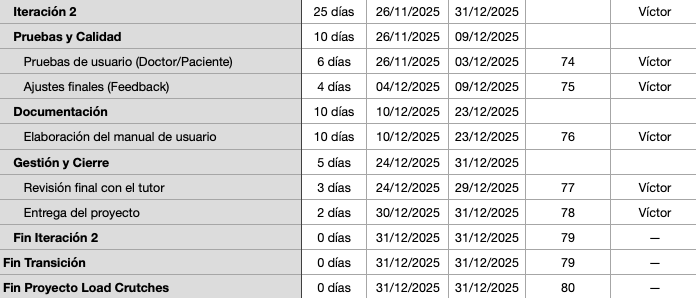 Iteración 2 25 días 26/11/2025 31/12/2025 Víctor
Pruebas y Calidad 10 días 26/11/2025 09/12/2025
Pruebas de usuario (Doctor/Paciente) 6 días 26/11/2025 03/12/2025 74 Víctor
Ajustes finales (Feedback) 4 días 04/12/2025 09/12/2025 75 Víctor
Documentación 10 días 10/12/2025 23/12/2025
Elaboración del manual de usuario 10 días 10/12/2025 23/12/2025 76 Víctor
Gestión y Cierre 5 días 24/12/2025 31/12/2025
Revisión final con el tutor 3 días 24/12/2025 29/12/2025 77 Víctor
Entrega del proyecto 2 días 30/12/2025 31/12/2025 78 Víctor
Fin Iteración 2 0 días 31/12/2025 31/12/2025 79 —
Fin Transición 0 días 31/12/2025 31/12/2025 79 —
Fin Proyecto Load Crutches 0 días 31/12/2025 31/12/2025 80 —